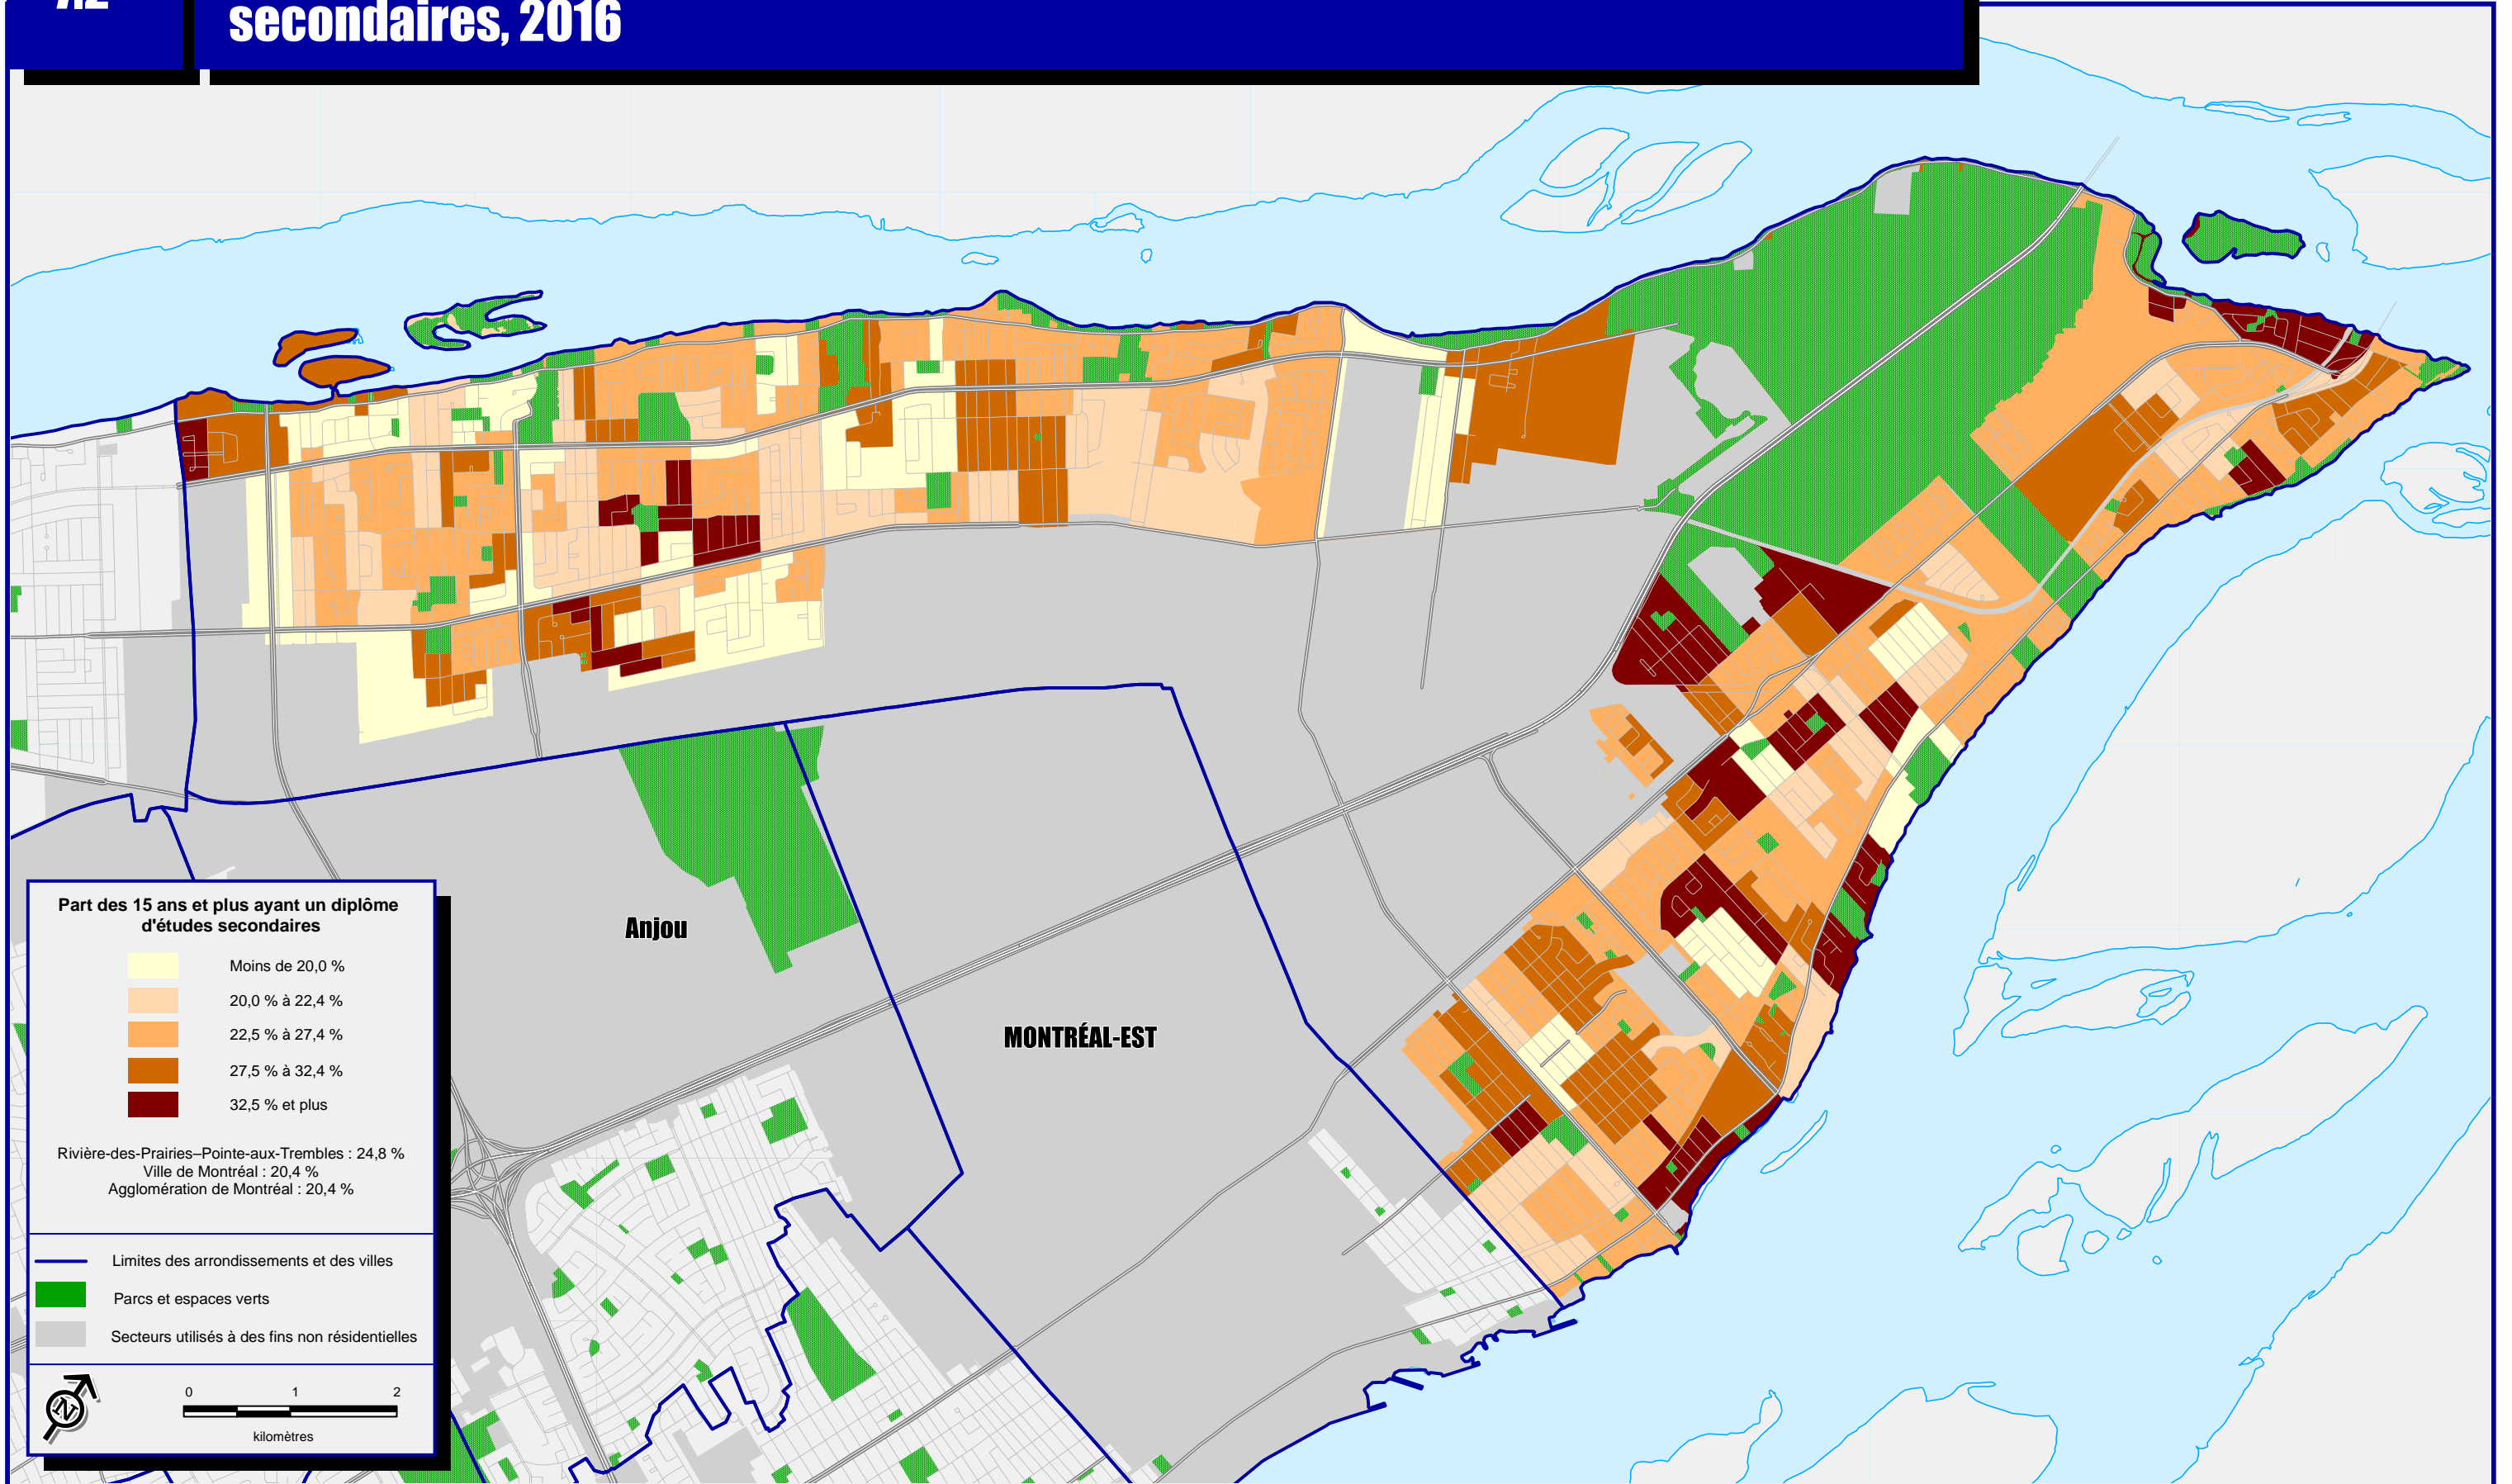 secondaires, 2016
Anjou
MONTRÉAL-EST
Part des 15 ans et plus ayant un diplôme
d'études secondaires
Moins de 20,0 %
20,0 % à 22,4 %
22,5 % à 27,4 %
27,5 % à 32,4 %
32,5 % et plus
Rivière-des-Prairies–Pointe-aux-Trembles : 24,8 %
Ville de Montréal : 20,4 %
Agglomération de Montréal : 20,4 %
Limites des arrondissements et des villes
Parcs et espaces verts
Secteurs utilisés à des fins non résidentielles
N
0 1 2
kilomètres